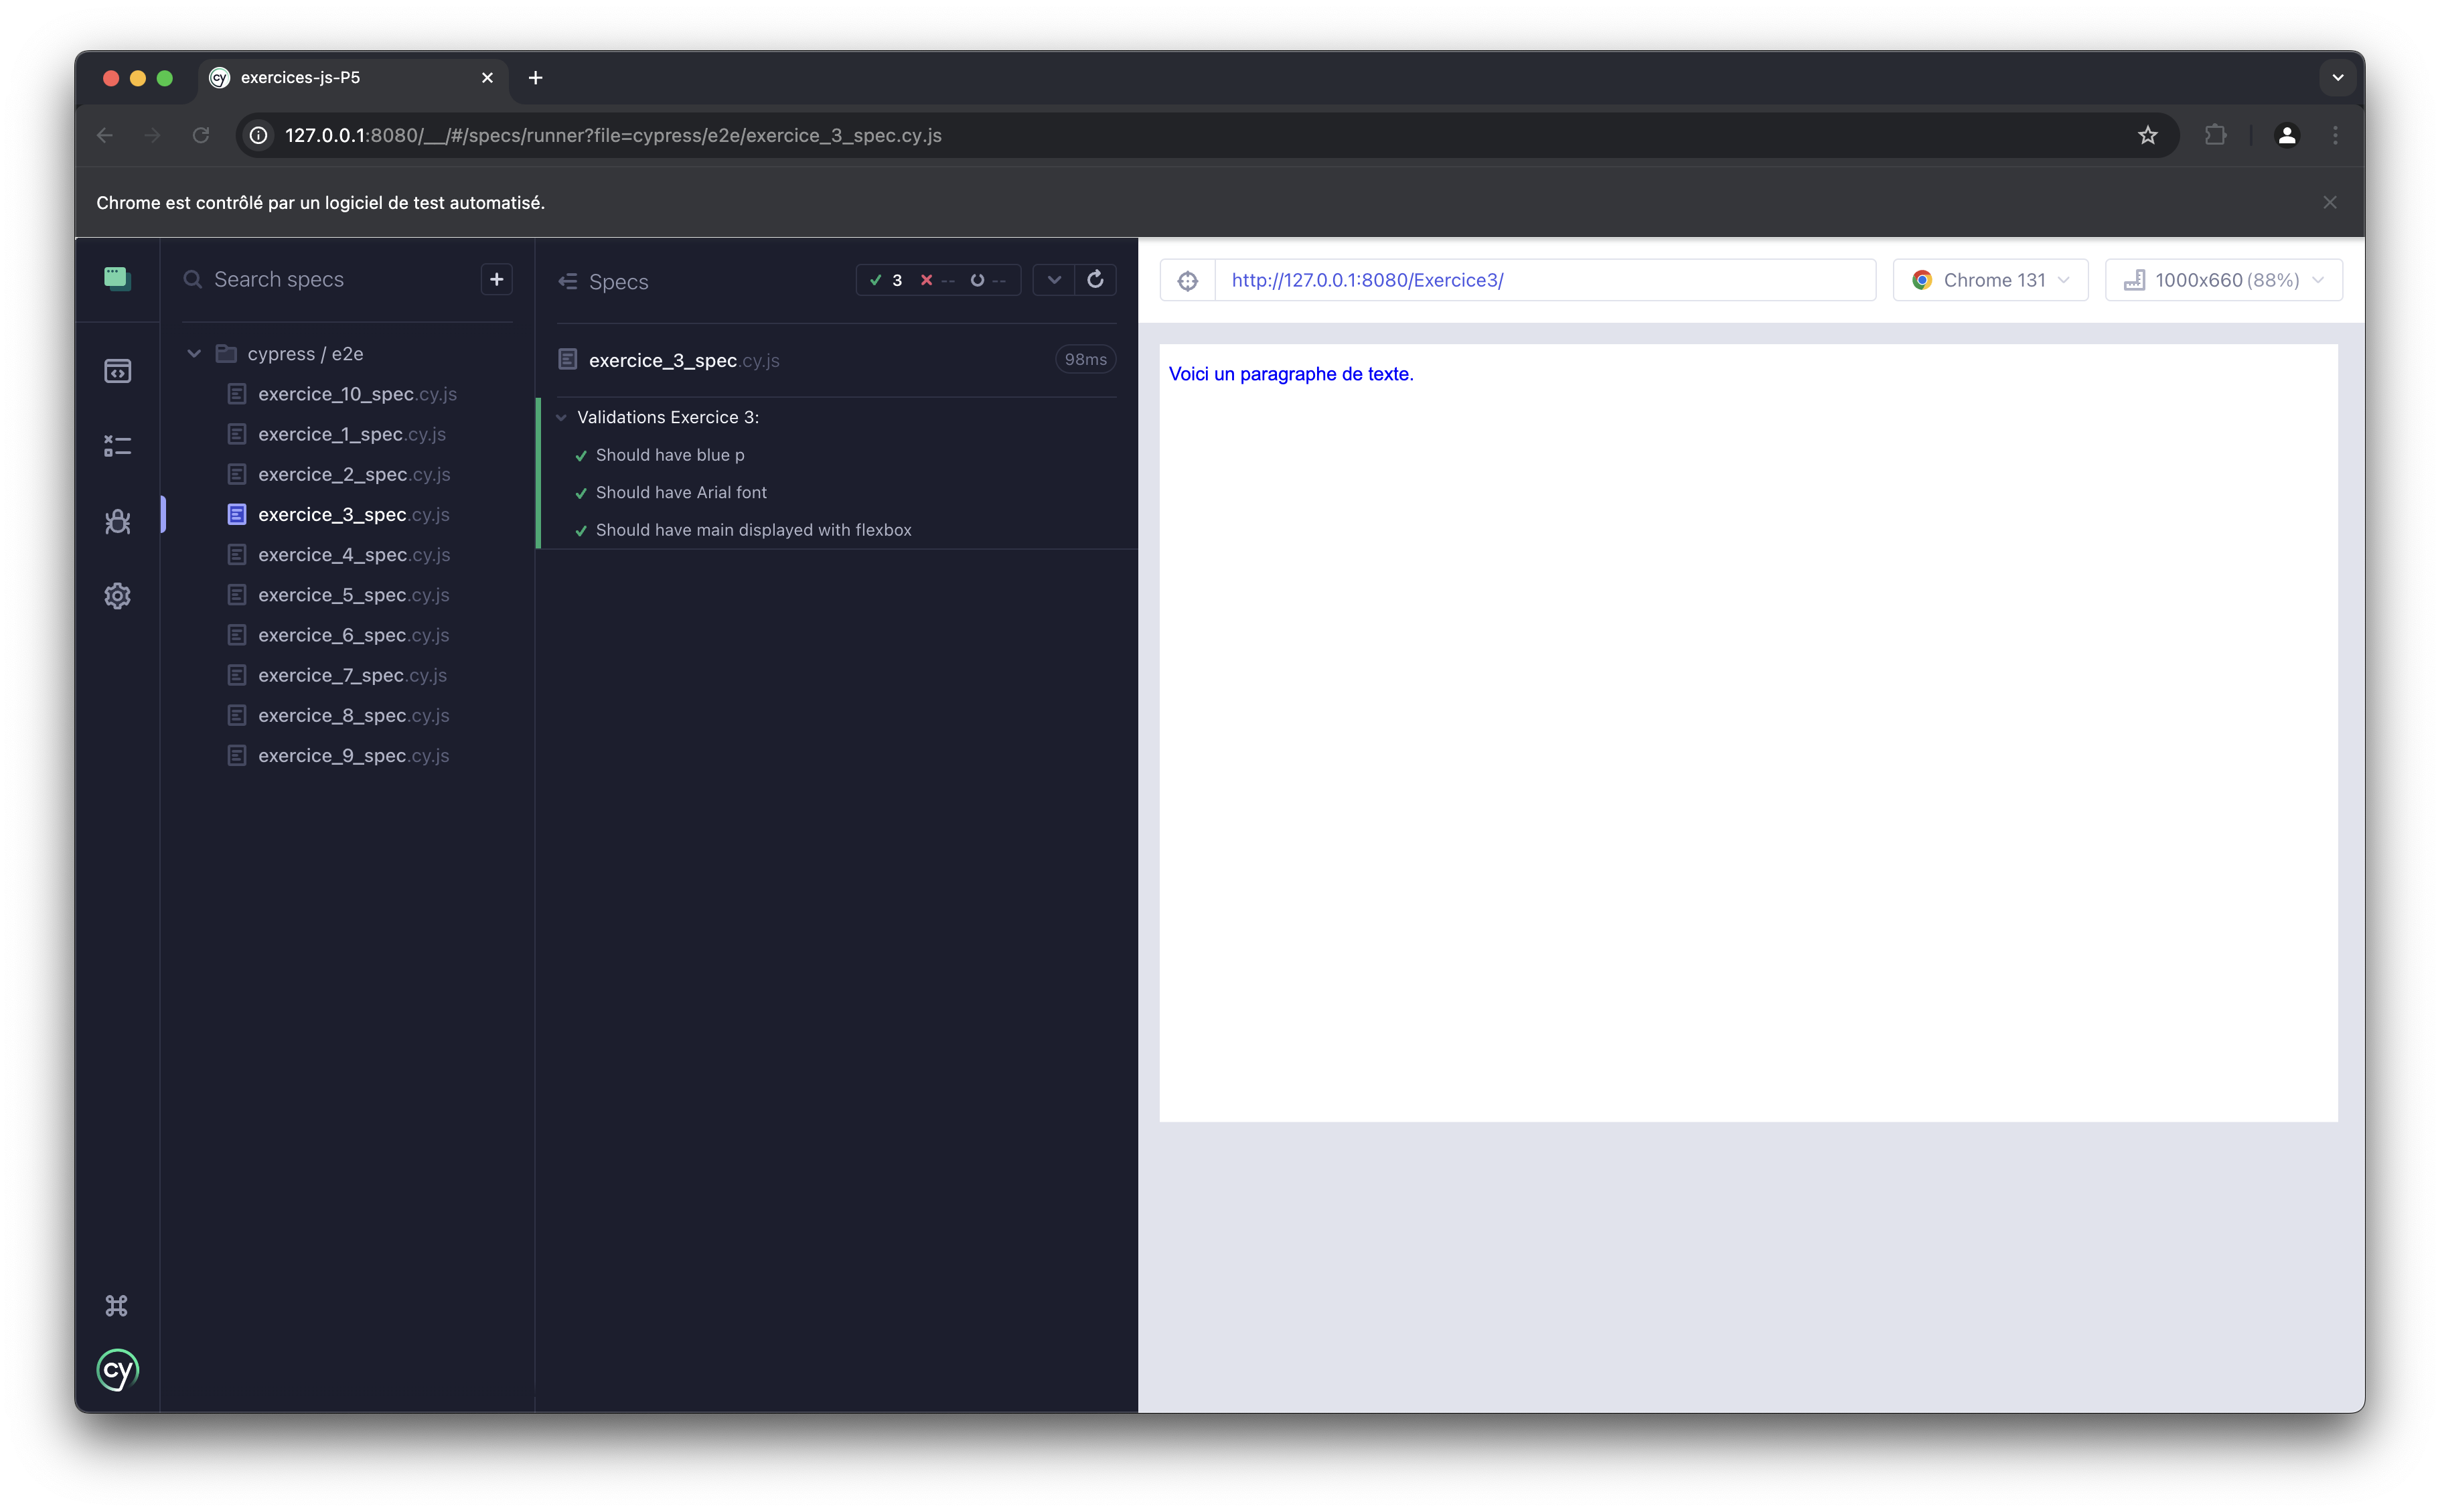 exercices-js-P5
127.0.0.1:8080/__/#/specs/runner?file=cypress/e2e/exercice_3_spec.cy.js
Chrome est contrôlé par un logiciel de test automatisé.
Search specs
cypress / e2e
exercice_10_spec.cy.js
exercice_1_spec.cy.js
exercice_2_spec.cy.js
exercice_3_spec.cy.js
exercice_4_spec.cy.js
exercice_5_spec.cy.js
exercice_6_spec.cy.js
exercice_7_spec.cy.js
exercice_8_spec.cy.js
exercice_9_spec.cy.js
cy
Specs
3 -- --
exercice_3_spec.cy.js 98ms
Validations Exercice 3:
Should have blue p
Should have Arial font
Should have main displayed with flexbox
http://127.0.0.1:8080/Exercice3/
Chrome 131
1000x660 (88%)
Voici un paragraphe de texte.